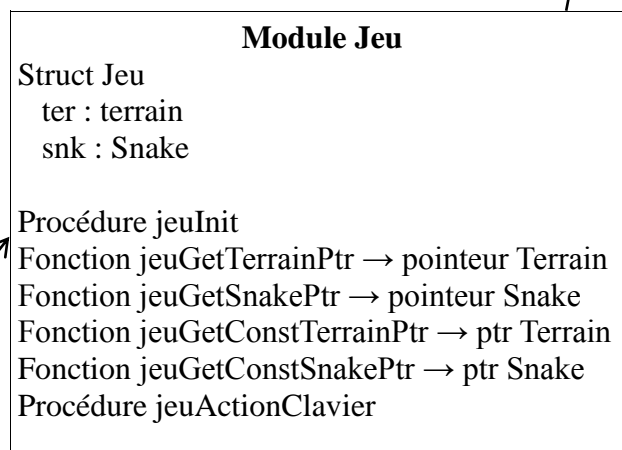 Module Jeu
Struct Jeu
ter : terrain
snk : Snake
Procédure jeuInit
Fonction jeuGetTerrainPtr → pointeur Terrain
Fonction jeuGetSnakePtr → pointeur Snake
Fonction jeuGetConstTerrainPtr → ptr Terrain
Fonction jeuGetConstSnakePtr → ptr Snake
Procédure jeuActionClavier